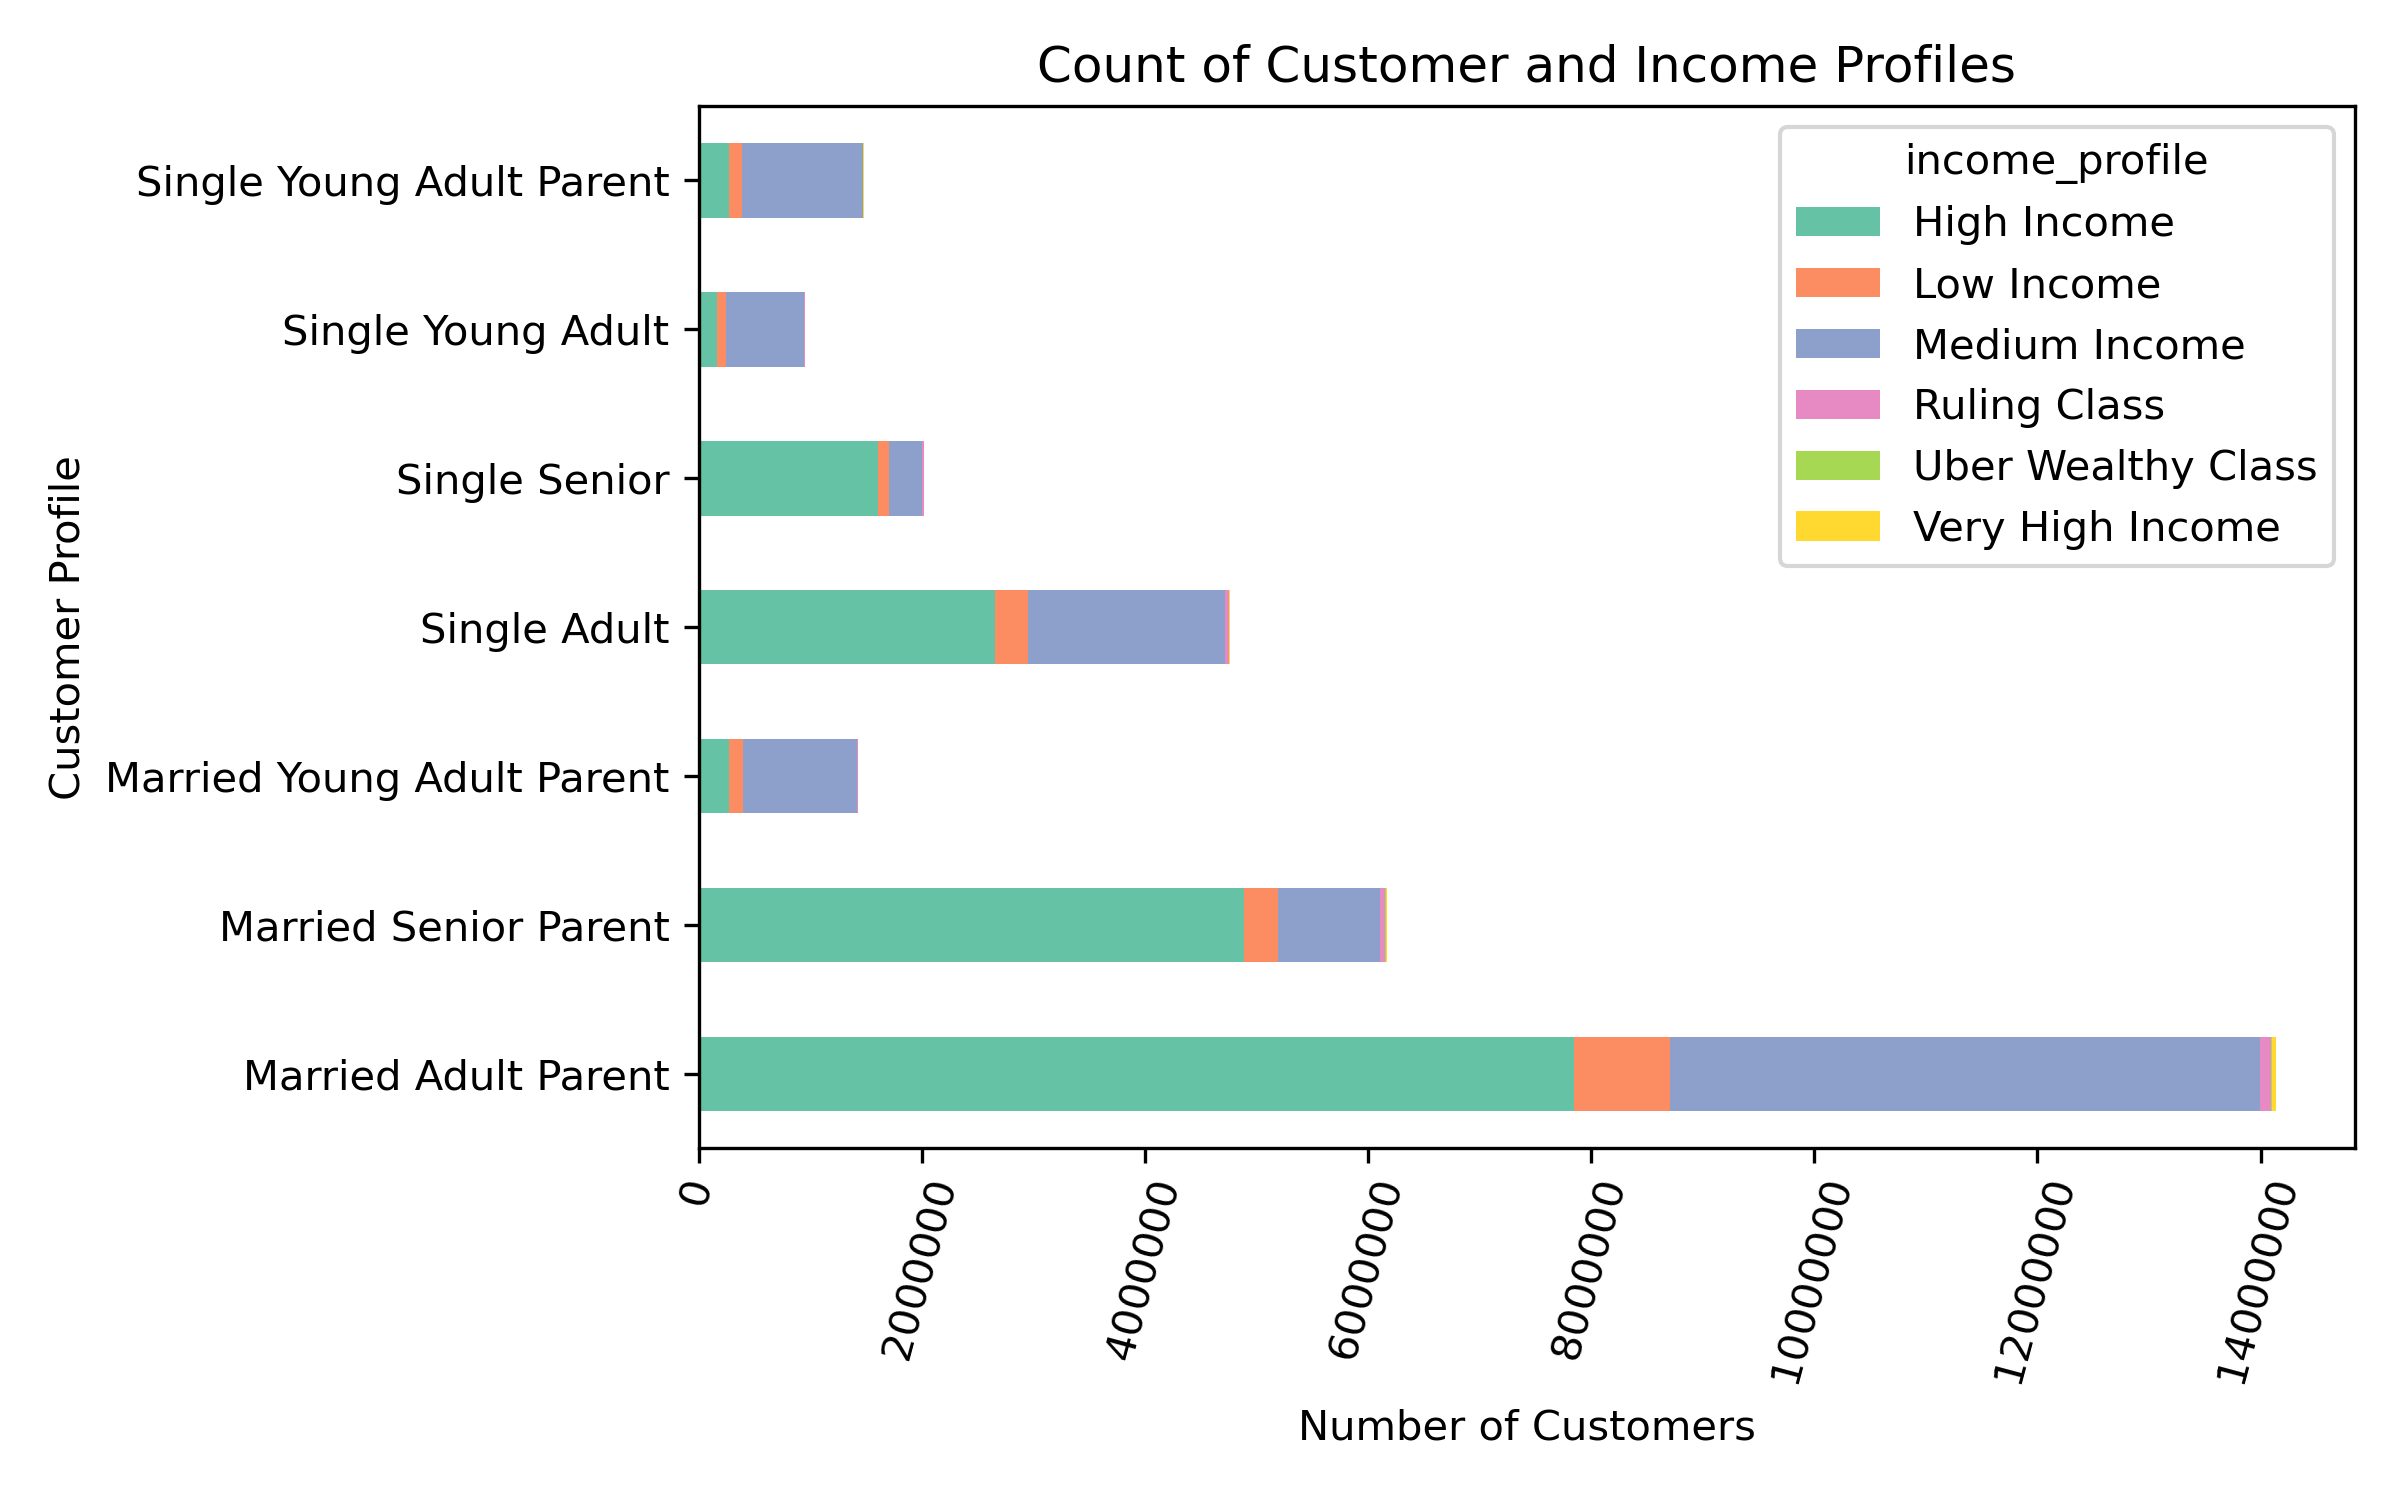 Count of Customer and Income Profiles
income_profile
High Income
Low Income
Medium Income
Ruling Class
Uber Wealthy Class
Very High Income
Customer Profile
Single Young Adult Parent
Single Young Adult
Single Senior
Single Adult
Married Young Adult Parent
Married Senior Parent
Married Adult Parent
0
2000000
4000000
6000000
8000000
10000000
12000000
14000000
Number of Customers